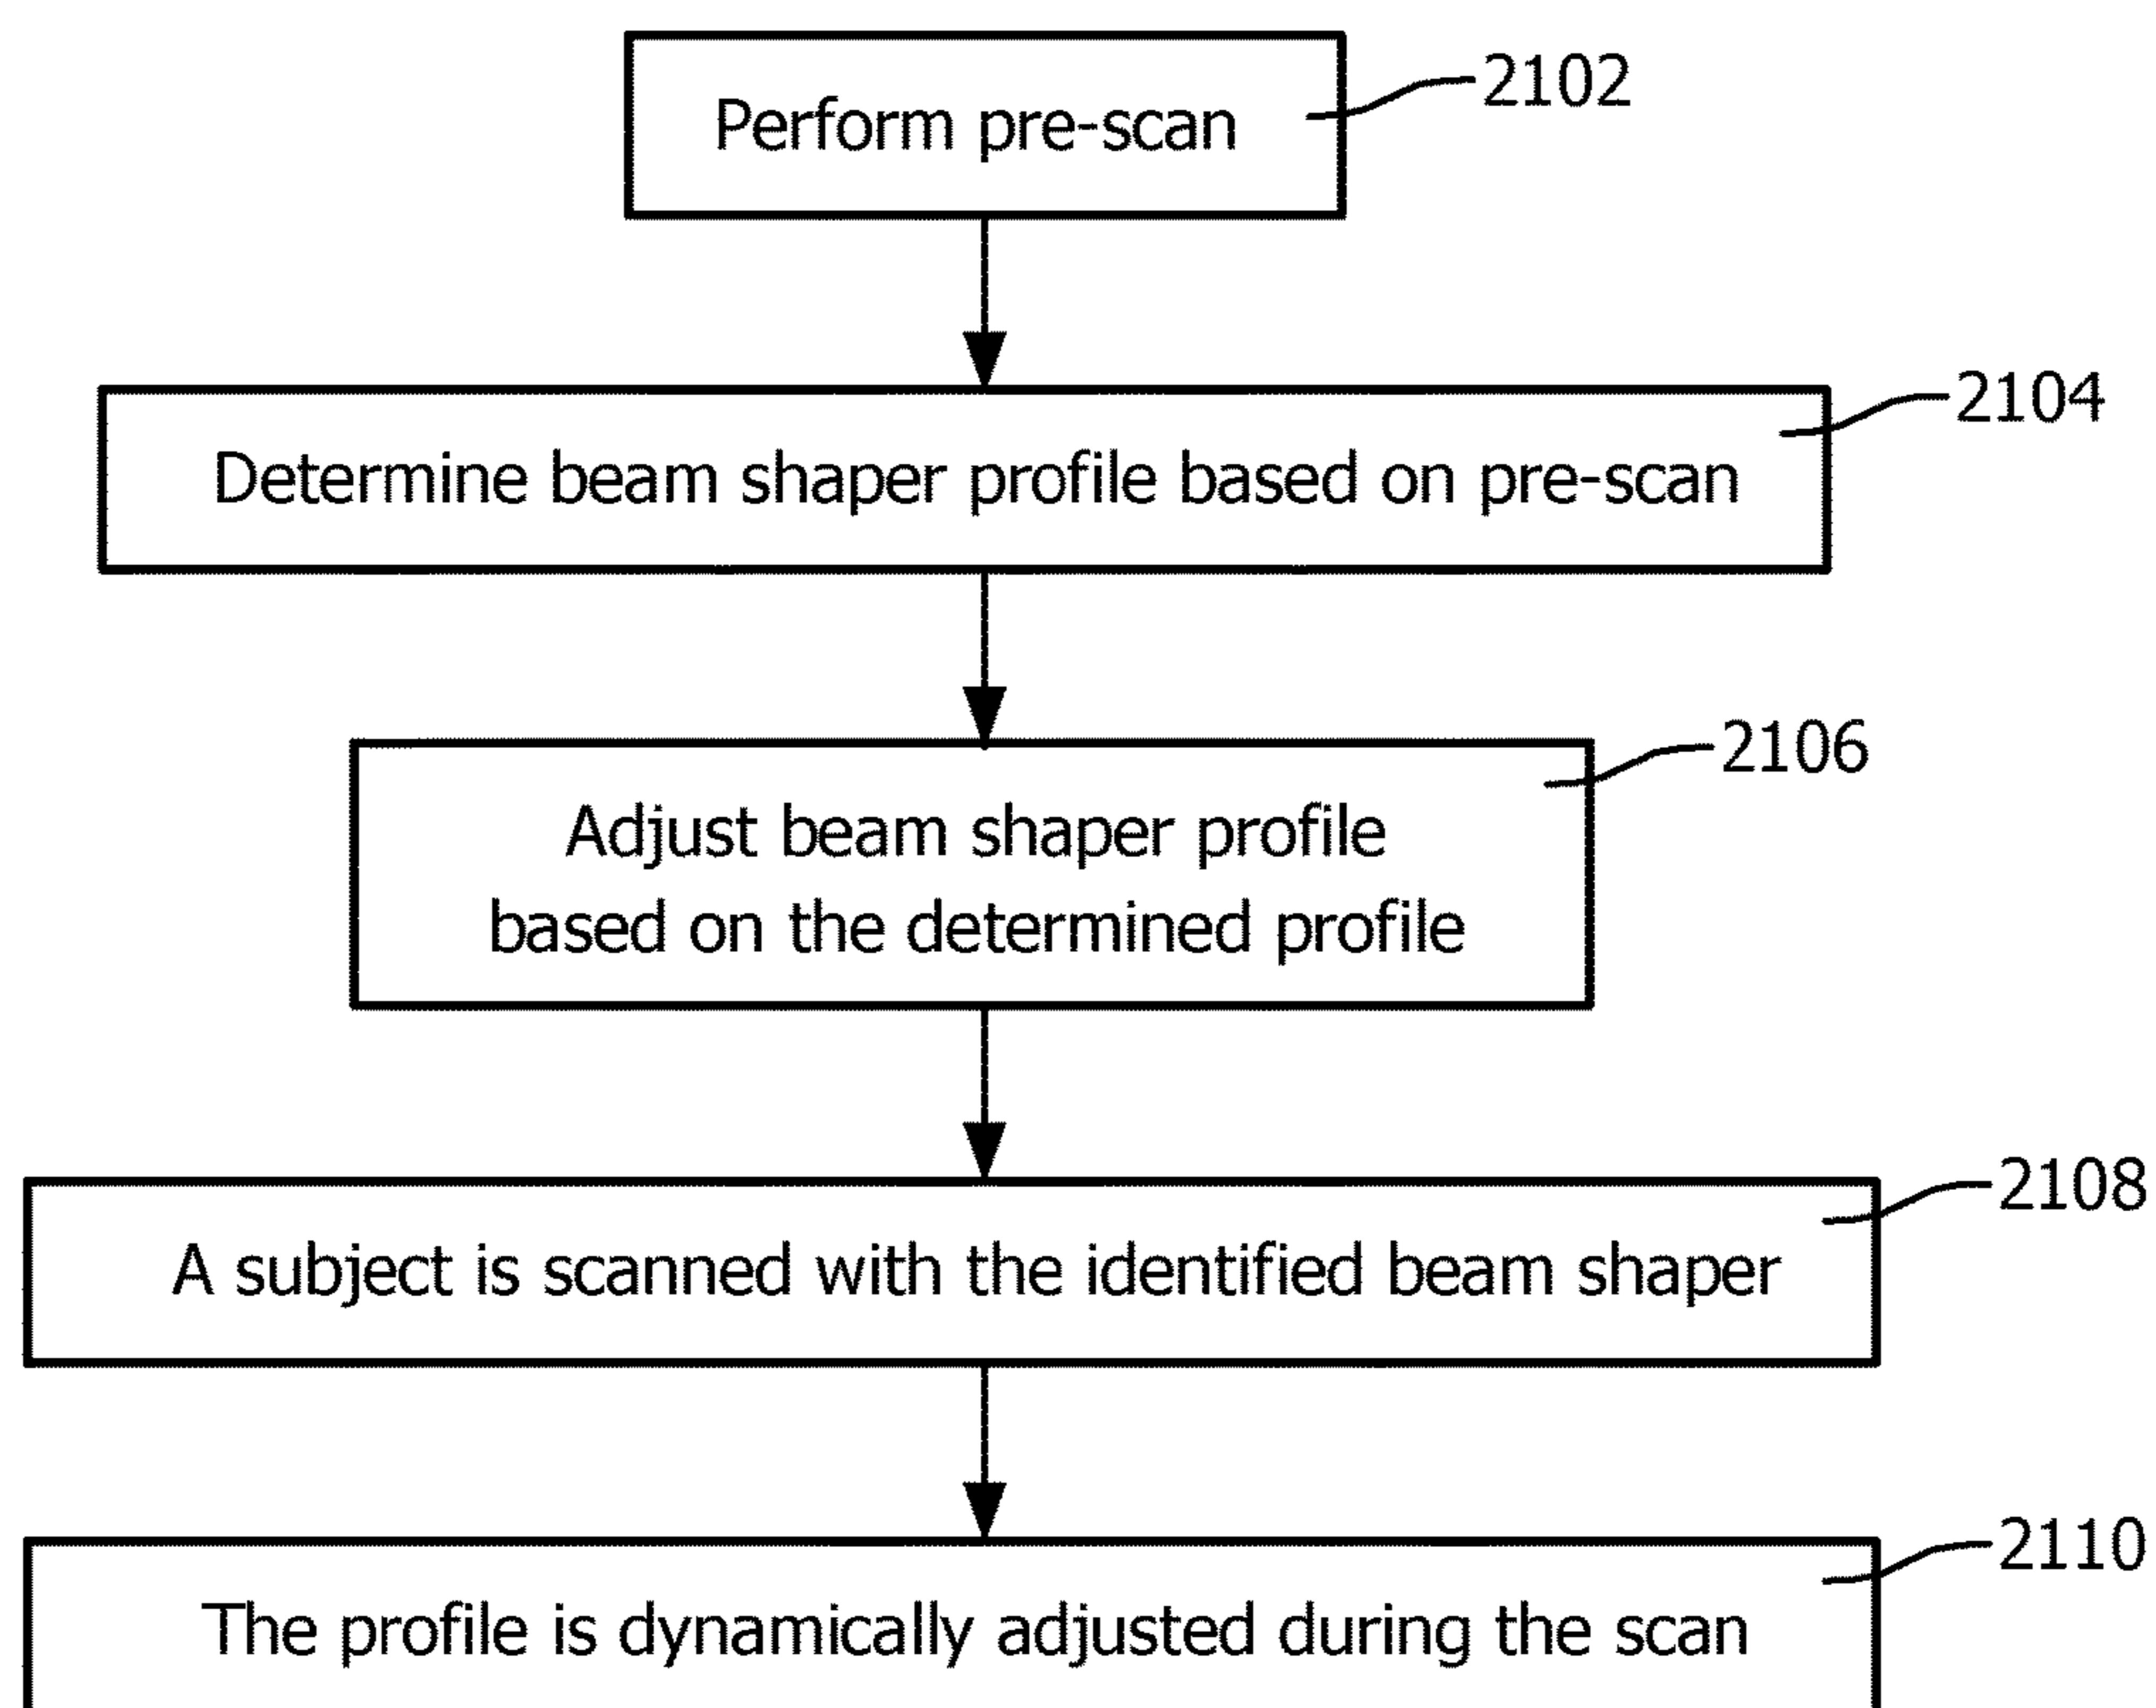 Perform pre-scan
2102
Determine beam shaper profile based on pre-scan
2104
Adjust beam shaper profile
based on the determined profile
2106
A subject is scanned with the identified beam shaper
2108
The profile is dynamically adjusted during the scan
2110